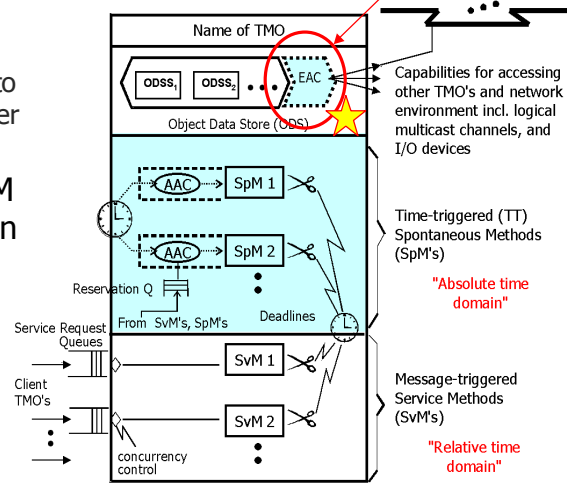 Name of TMO
to
er
M
n
ODSS1
ODSS2
• • •
EAC
Object Data Store (ODS)
Capabilities for accessing
other TMO's and network
environment incl. logical
multicast channels, and
I/O devices
AAC
SpM 1
AAC
SpM 2
Reservation Q
From SvM's, SpM's
Deadlines
Time-triggered (TT)
Spontaneous Methods
(SpM's)
"Absolute time
domain"
Service Request
Queues
Client
TMO's
SvM 1
SvM 2
concurrency
control
Message-triggered
Service Methods
(SvM's)
"Relative time
domain"